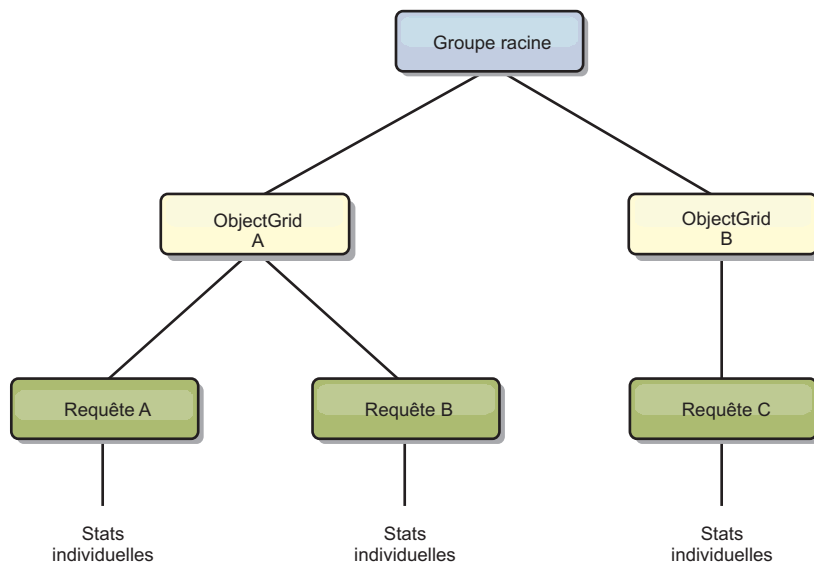 Groupe racine
ObjectGrid
A
ObjectGrid
B
Requête A
Requête B
Requête C
Stats
individuelles
Stats
individuelles
Stats
individuelles